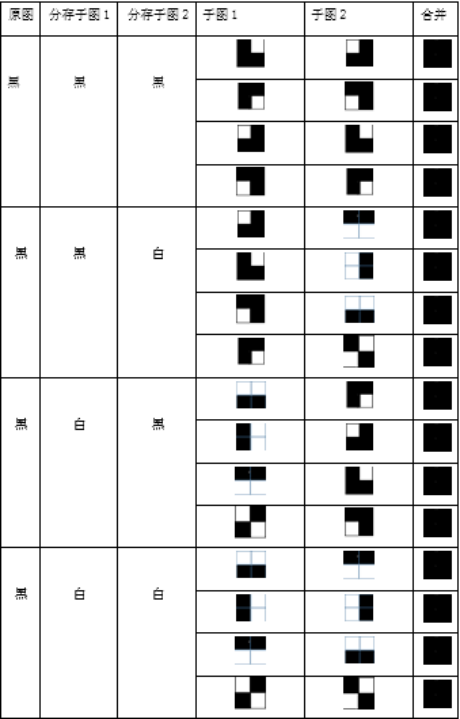 原图 分存子图1 分存子图2 子图1 子图2 合并
黑 黑 黑
黑 黑 白
黑 白 黑
黑 白 白